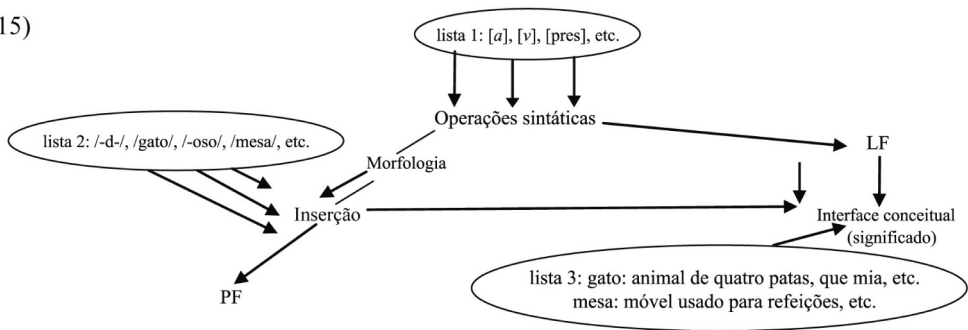 15)
lista 1: [a], [v], [pres], etc.
Operações sintáticas
lista 2: /-d-/, /gato/, /-oso/, /mesa/, etc.
LF
Morfologia
Inserção
Interface conceitual
(significado)
lista 3: gato: animal de quatro patas, que mia, etc.
mesa: móvel usado para refeições, etc.
PF